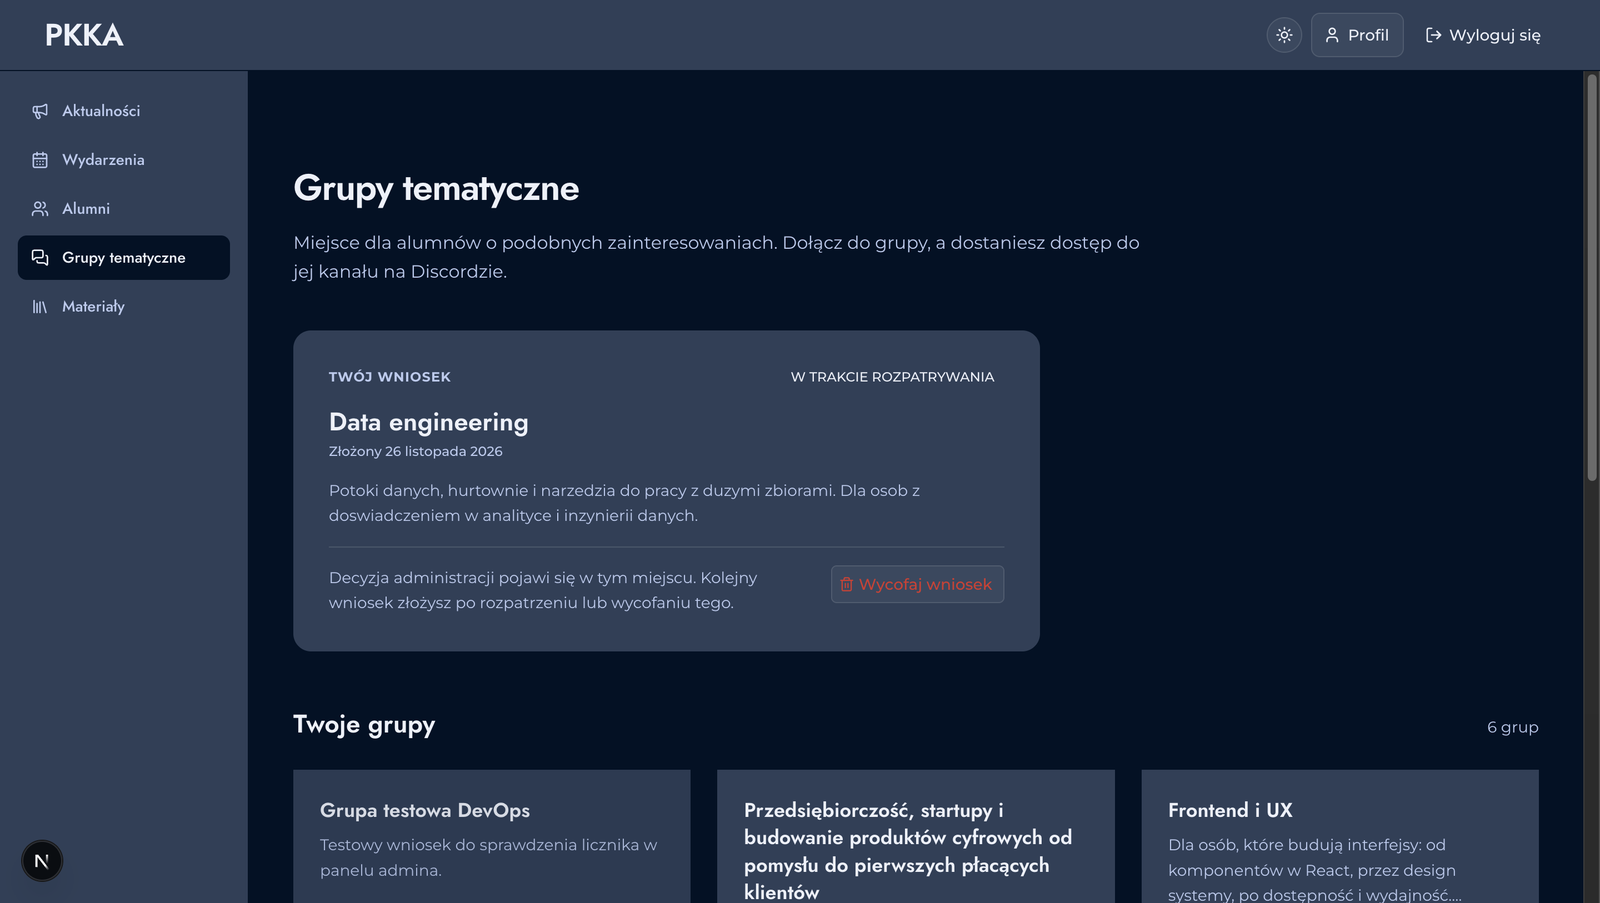 PKKA
Profil
Wyloguj się
Aktualności
Wydarzenia
Alumni
Grupy tematyczne
Materiały
Grupy tematyczne
Miejsce dla alumnów o podobnych zainteresowaniach. Dołącz do grupy, a dostaniesz dostęp do
jej kanału na Discordzie.
TWÓJ WNIOSEK
W TRAKCIE ROZPATRYWANIA
Data engineering
Złożony 26 listopada 2026
Potoki danych, hurtownie i narzedzia do pracy z duzymi zbiorami. Dla osob z
doswiadczeniem w analityce i inzynierii danych.
Decyzja administracji pojawi się w tym miejscu. Kolejny
wniosek złożysz po rozpatrzeniu lub wycofaniu tego.
Wycofaj wniosek
Twoje grupy
6 grup
Grupa testowa DevOps
Testowy wniosek do sprawdzenia licznika w
panelu admina.
Przedsiębiorczość, startupy i
budowanie produktów cyfrowych od
pomysłu do pierwszych płacących
klientów
Frontend i UX
Dla osób, które budują interfejsy: od
komponentów w React, przez design
systemy, po dostępność i wydajność....
N